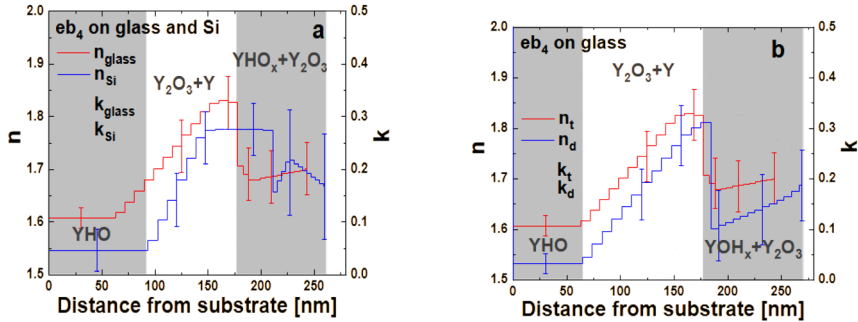 eb4 on glass and Si
a
nglass
nSi
kglass
kSi
Y2O3+Y
YHOx+Y2O3
YHO
n
k
2.0
1.9
1.8
1.7
1.6
1.5
0.5
0.4
0.3
0.2
0.1
0.0
0 50 100 150 200 250
Distance from substrate [nm]
eb4 on glass
b
nt
nd
kt
kd
Y2O3+Y
YHO
YOHx+Y2O3
n
k
2.0
1.9
1.8
1.7
1.6
1.5
0.5
0.4
0.3
0.2
0.1
0.0
0 50 100 150 200 250
Distance from substrate [nm]